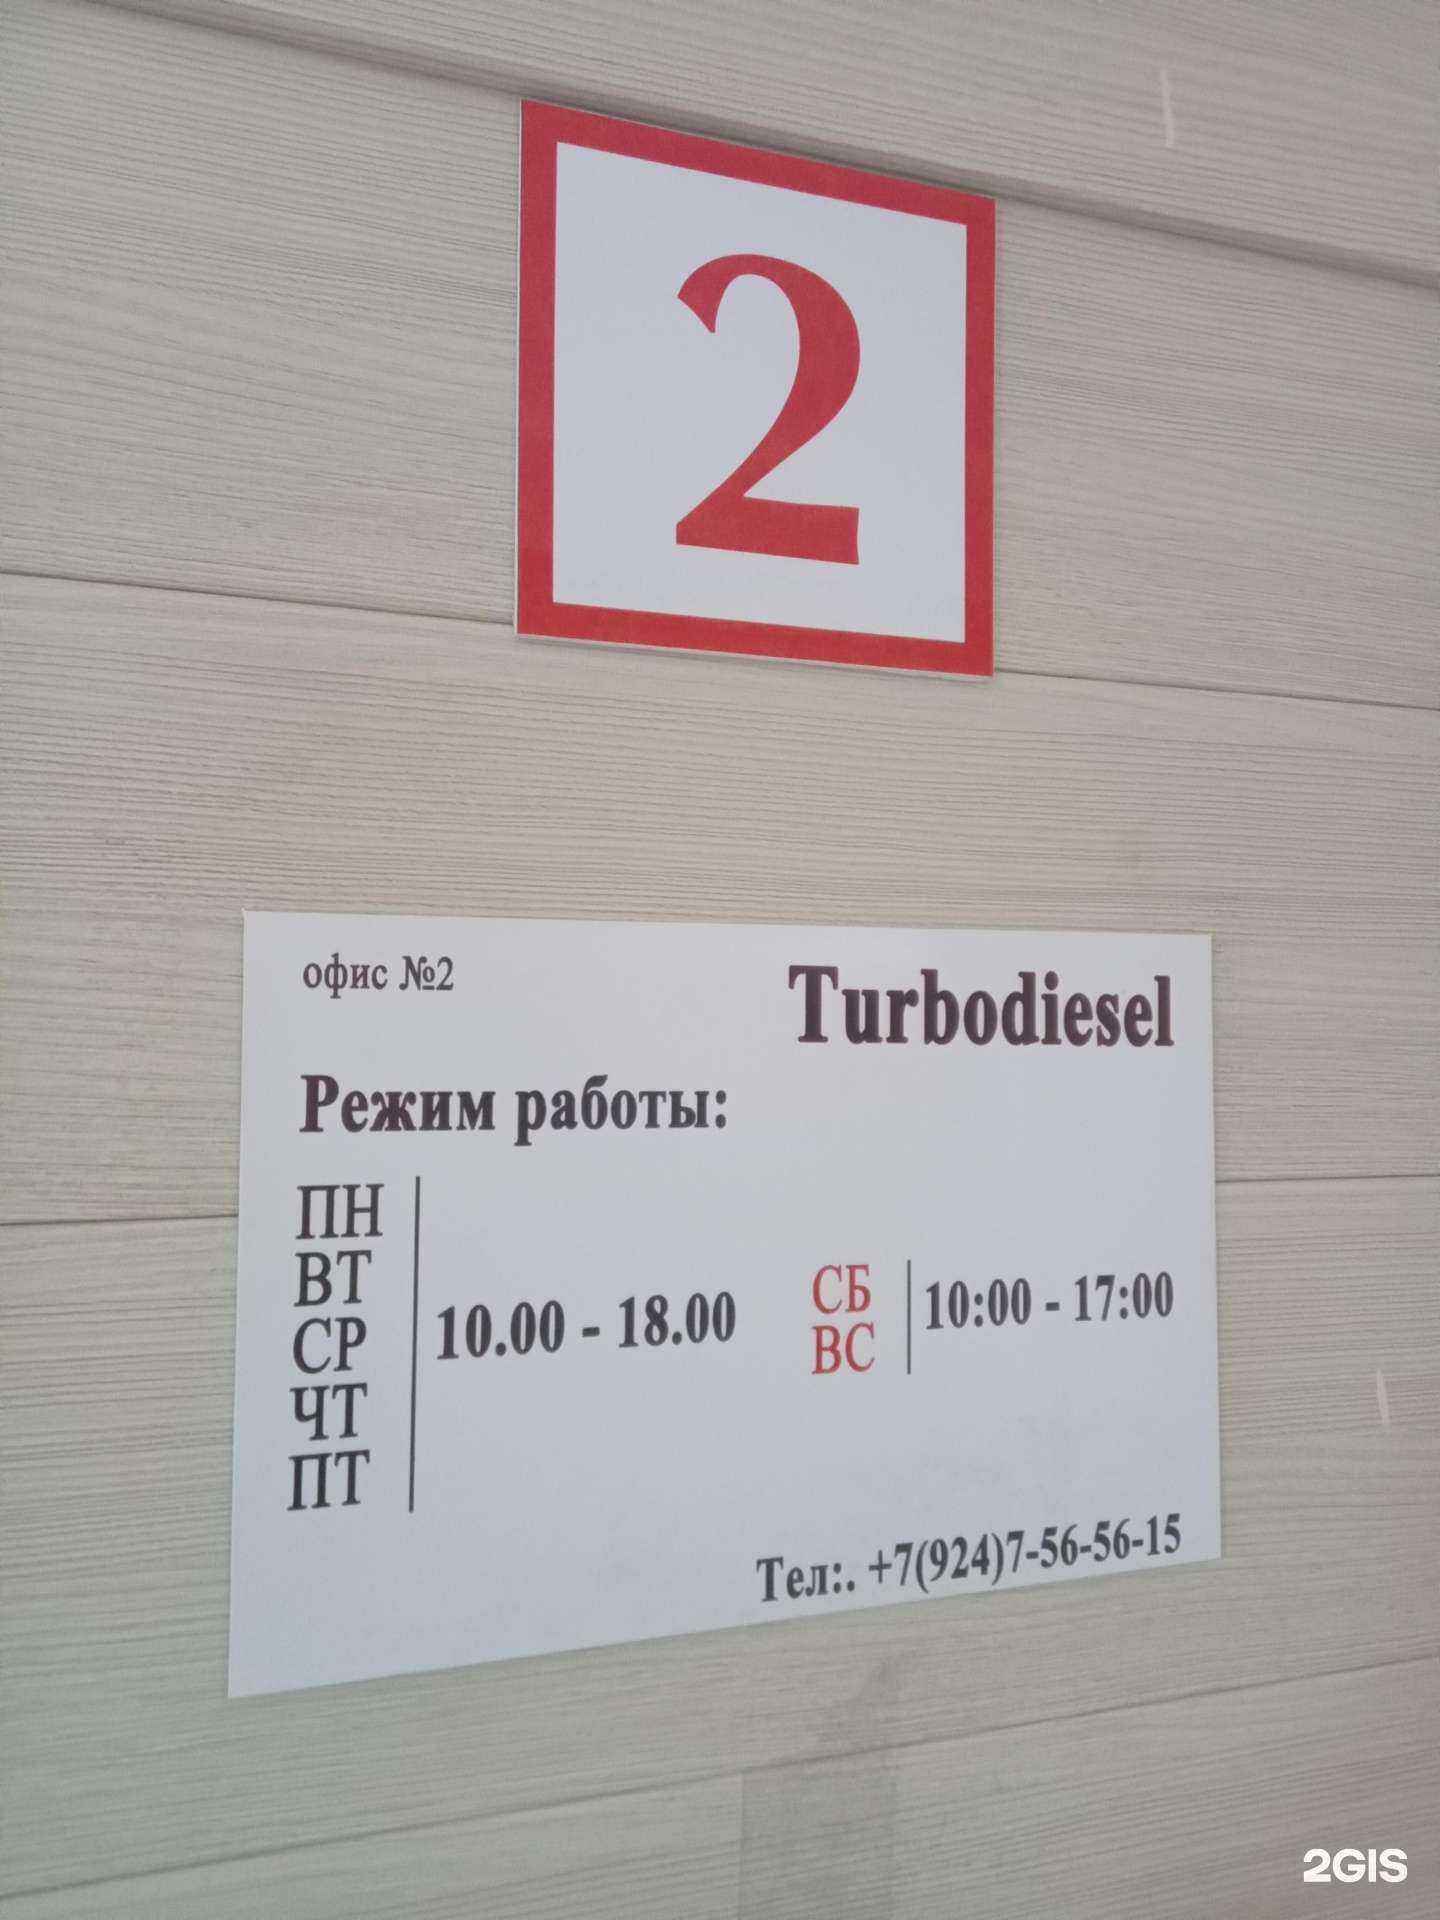 2
офис №2
Turbodiesel
Режим работы:
ПН
ВТ
СР
ЧТ
ПТ
10.00 - 18.00
СБ
ВС
10:00 - 17:00
Тел:. +7(924)7-56-56-15
2GIS